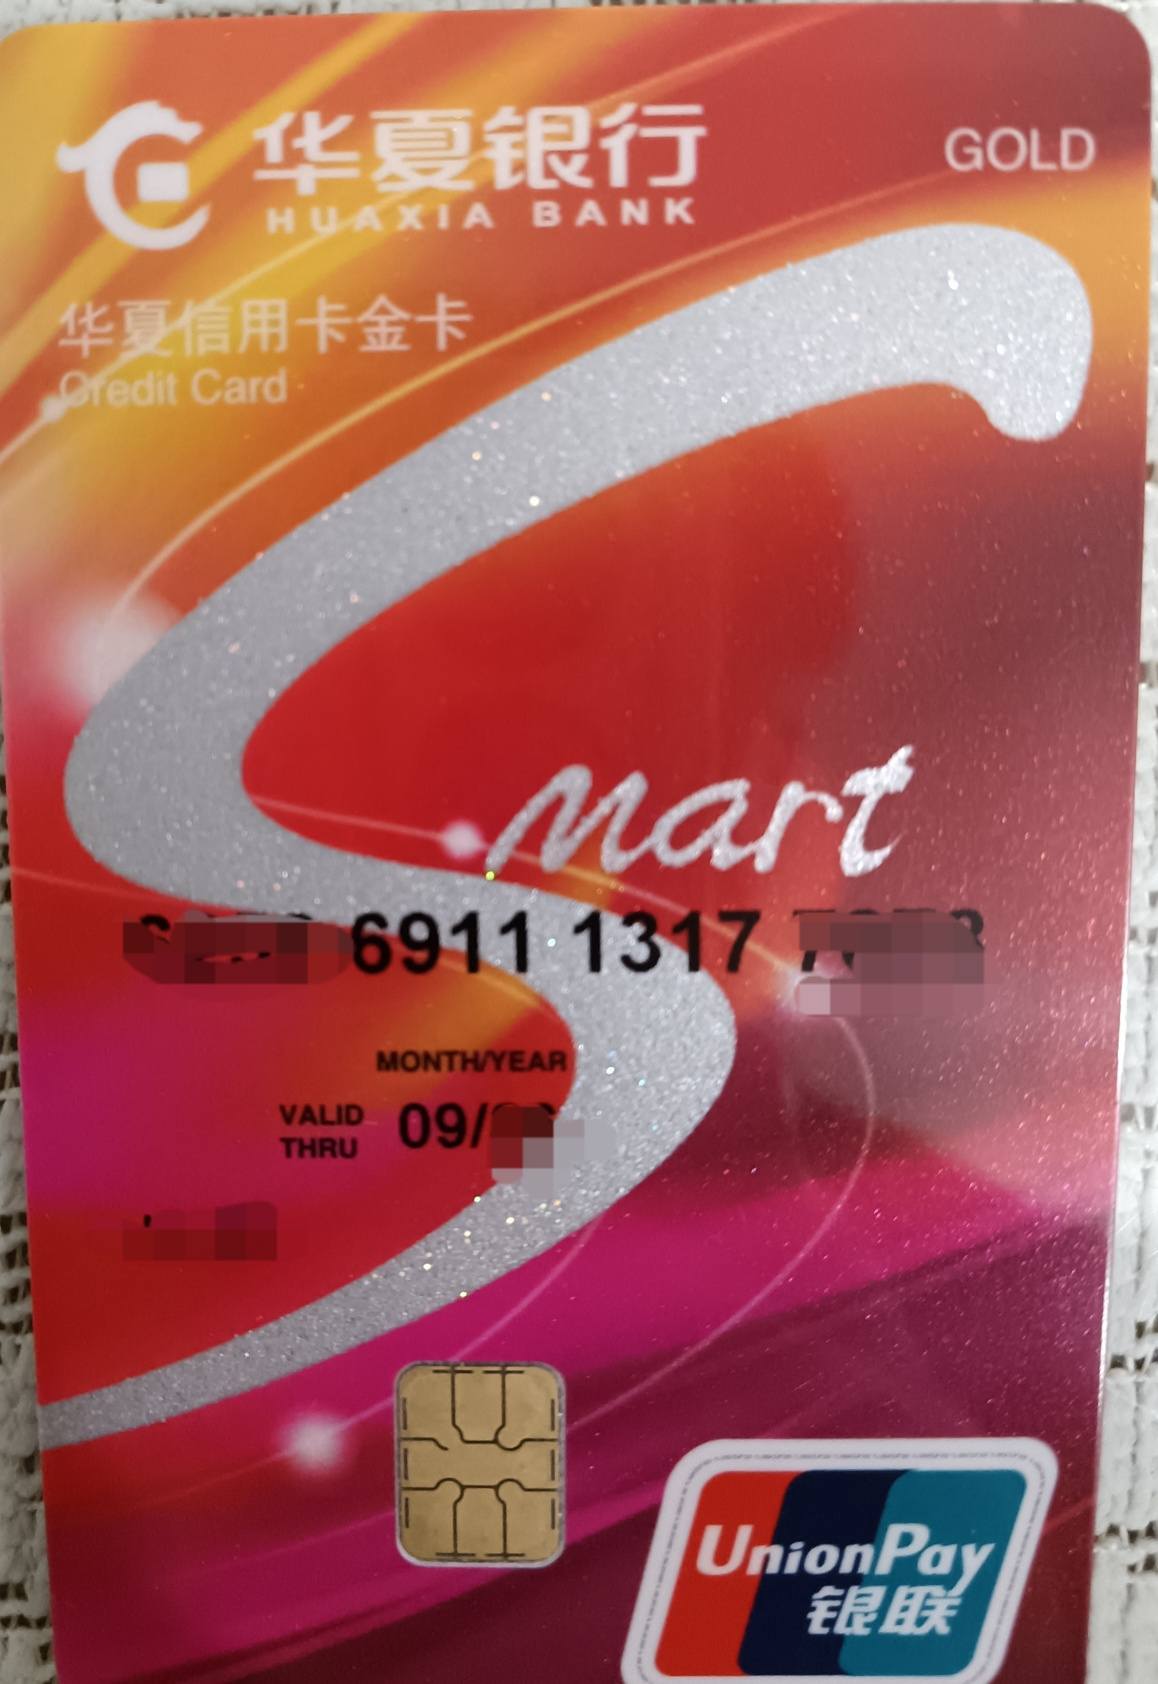 华夏银行
HUAXIA BANK
GOLD
华夏信用卡金卡
Credit Card
Smart
6911 1317
MONTH/YEAR
VALID THRU 09/
UnionPay
银联